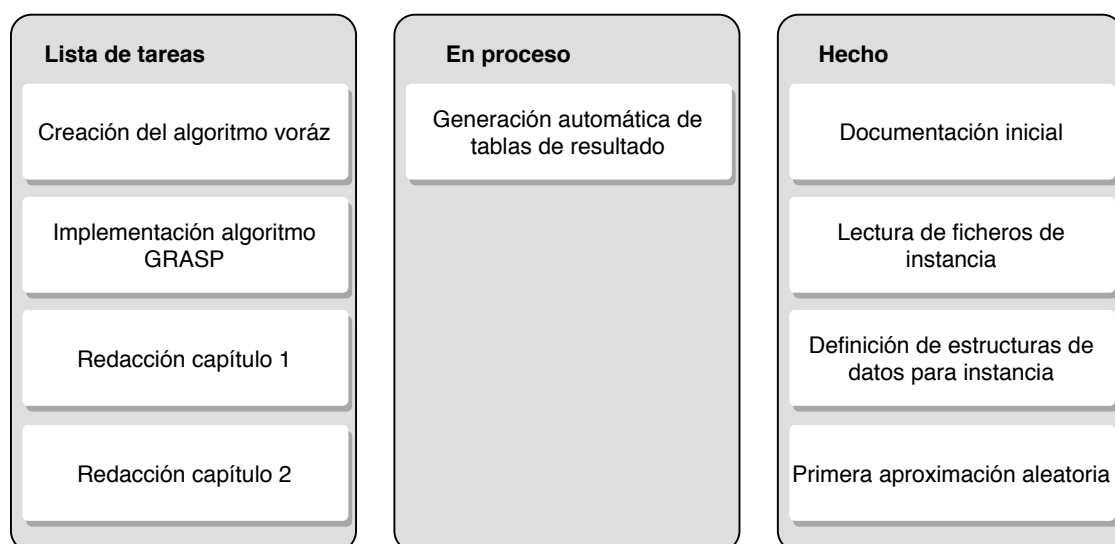 Lista de tareas
Creación del algoritmo voráz
Implementación algoritmo
GRASP
Redacción capítulo 1
Redacción capítulo 2
En proceso
Generación automática de
tablas de resultado
Hecho
Documentación inicial
Lectura de ficheros de
instancia
Definición de estructuras de
datos para instancia
Primera aproximación aleatoria